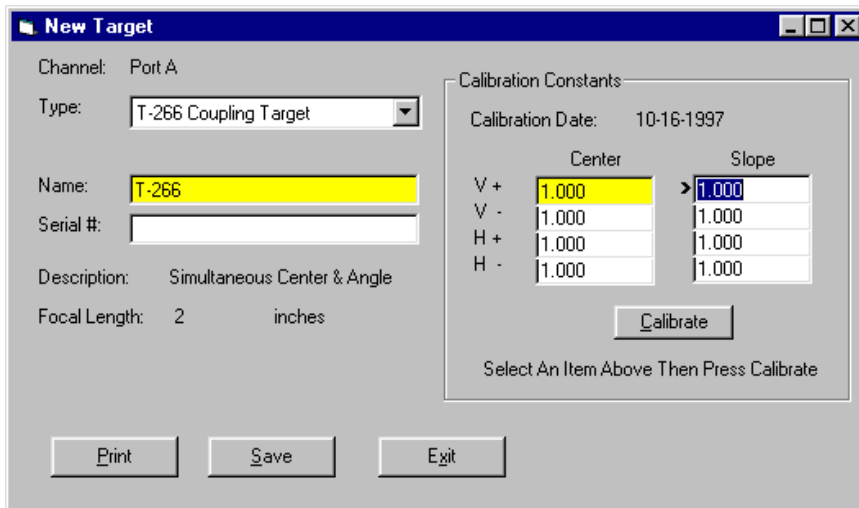 New Target
Channel: Port A
Type: T-266 Coupling Target
Name: T-266
Serial #:
Description: Simultaneous Center & Angle
Focal Length: 2 inches
Calibration Constants
Calibration Date: 10-16-1997
Center Slope
V + 1.000 > 1.000
V - 1.000 1.000
H + 1.000 1.000
H - 1.000 1.000
Calibrate
Select An Item Above Then Press Calibrate
Print Save Exit